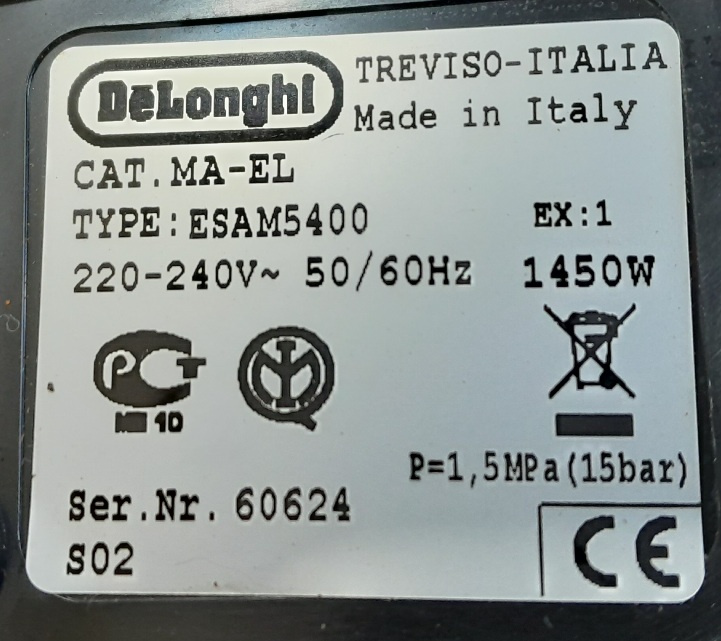 DeLonghi
TREVISO-ITALIA
Made in Italy
CAT.MA-EL
TYPE:ESAM5400 EX:1
220-240V~ 50/60Hz 1450W
10
P=1,5MPa(15bar)
Ser.Nr. 60624
S02
CE